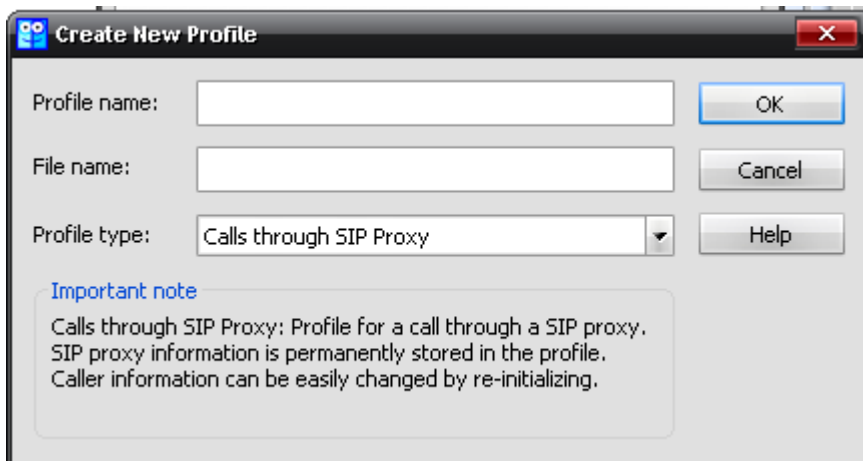 Create New Profile
Profile name:
OK
File name:
Cancel
Profile type:
Calls through SIP Proxy
Help
Important note
Calls through SIP Proxy: Profile for a call through a SIP proxy.
SIP proxy information is permanently stored in the profile.
Caller information can be easily changed by re-initializing.